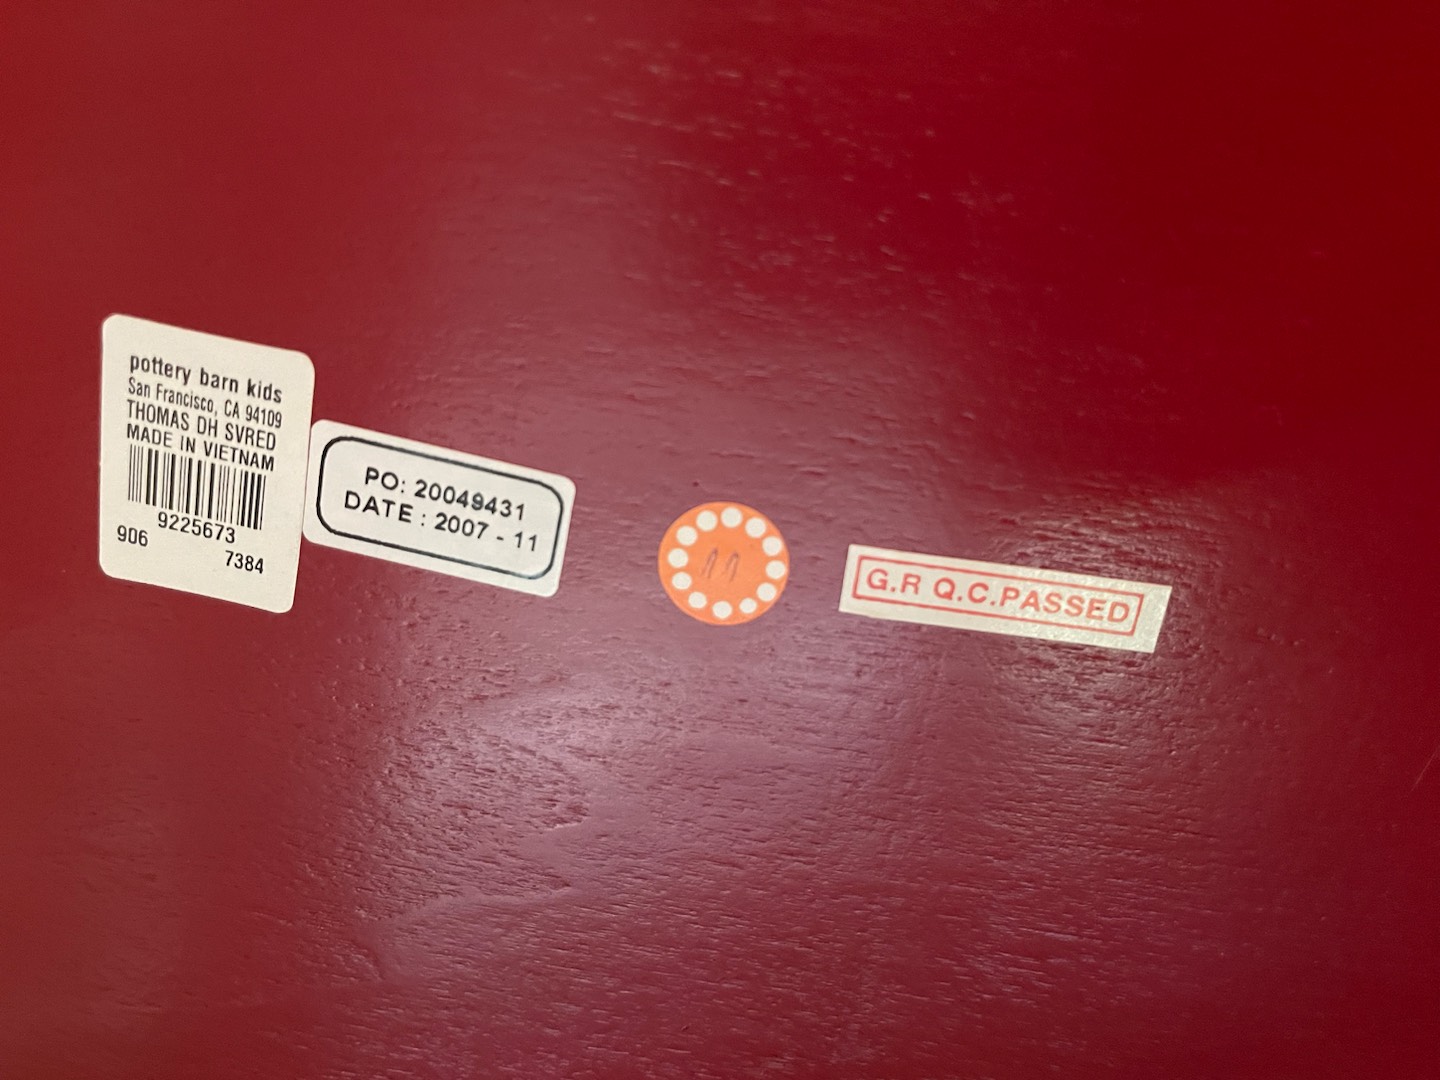 pottery barn kids
San Francisco, CA 94109
THOMAS DH SVRED
MADE IN VIETNAM
9225673
906 7384
PO: 20049431
DATE : 2007 - 11
11
G.R Q.C.PASSED